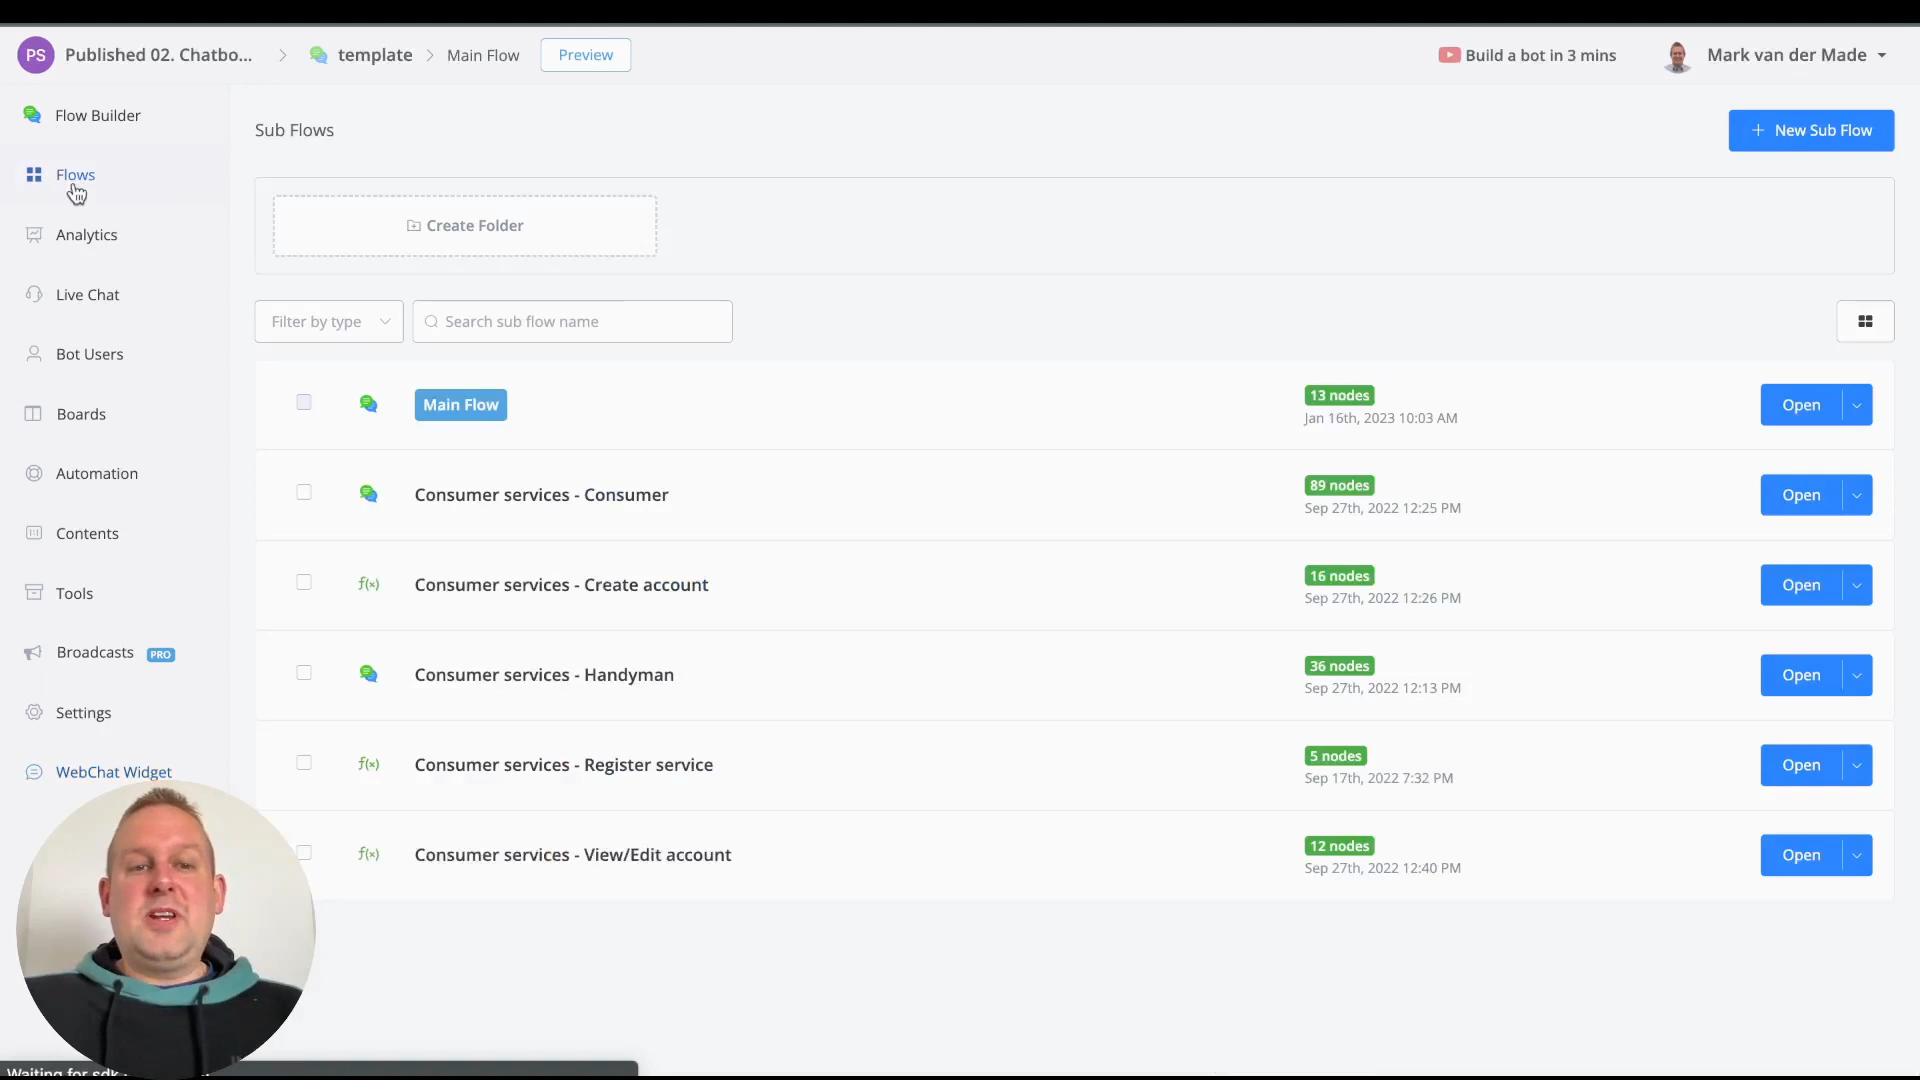 PS Published 02. Chatbo... > template > Main Flow Preview Build a bot in 3 mins Mark van der Made
Flow Builder
Flows
Analytics
Live Chat
Bot Users
Boards
Automation
Contents
Tools
Broadcasts PRO
Settings
WebChat Widget
Sub Flows
+ New Sub Flow
Create Folder
Filter by type
Search sub flow name
Main Flow 13 nodes Open
Jan 16th, 2023 10:03 AM
Consumer services - Consumer 89 nodes Open
Sep 27th, 2022 12:25 PM
f(x) Consumer services - Create account 16 nodes Open
Sep 27th, 2022 12:26 PM
Consumer services - Handyman 36 nodes Open
Sep 27th, 2022 12:13 PM
f(x) Consumer services - Register service 5 nodes Open
Sep 17th, 2022 7:32 PM
f(x) Consumer services - View/Edit account 12 nodes Open
Sep 27th, 2022 12:40 PM
Waiting for sdk